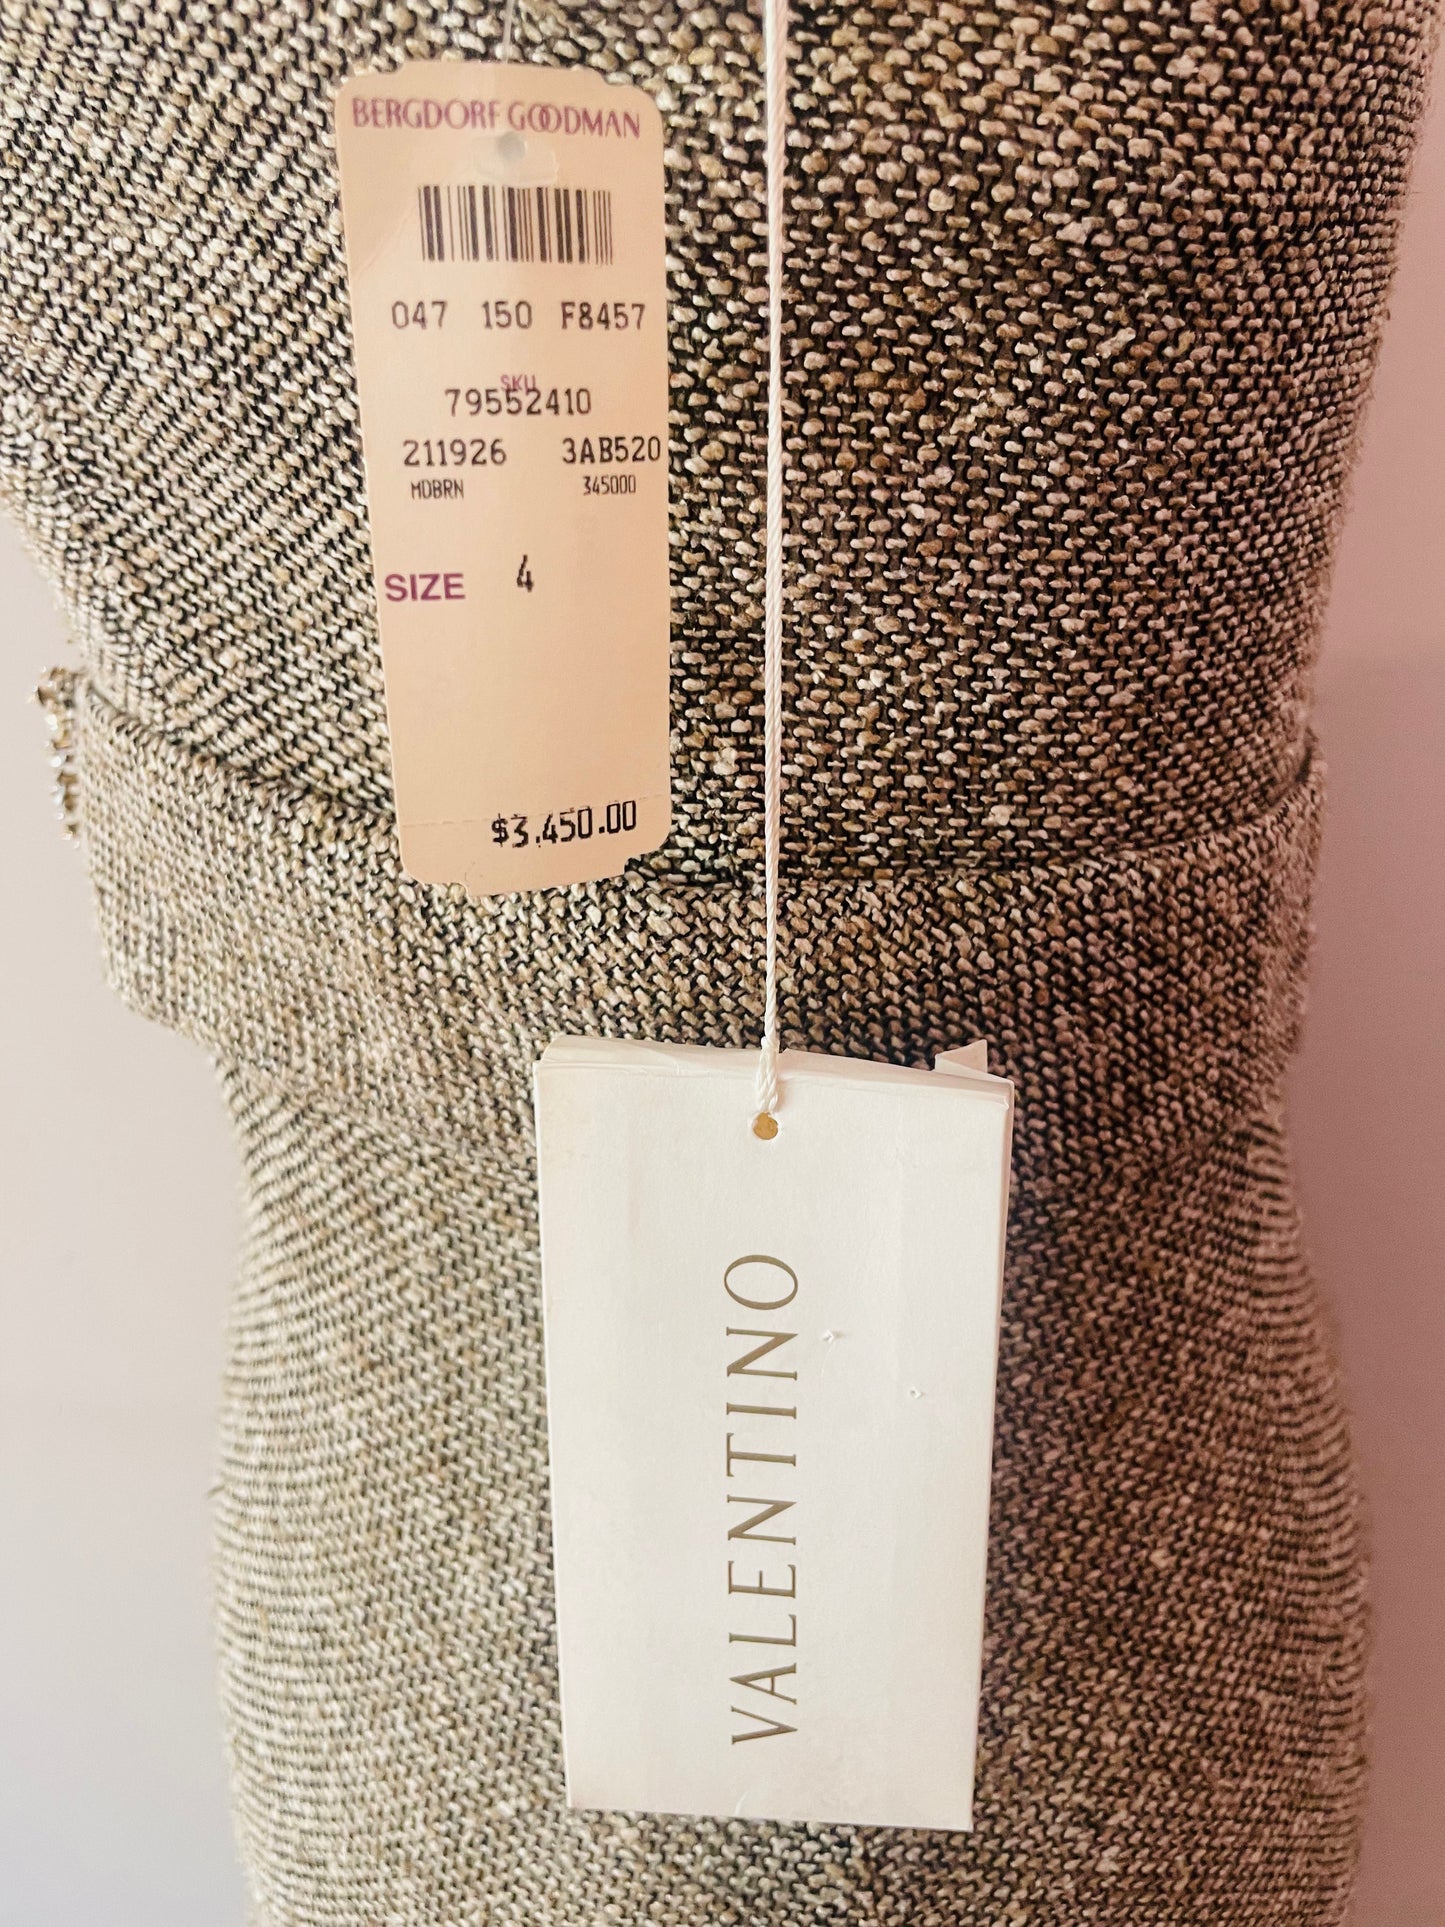 BERGDORF GOODMAN
047 150 F8457
SKU
79552410
211926 3AB520
MDBRN 345000
SIZE 4
$3,450.00
VALENTINO